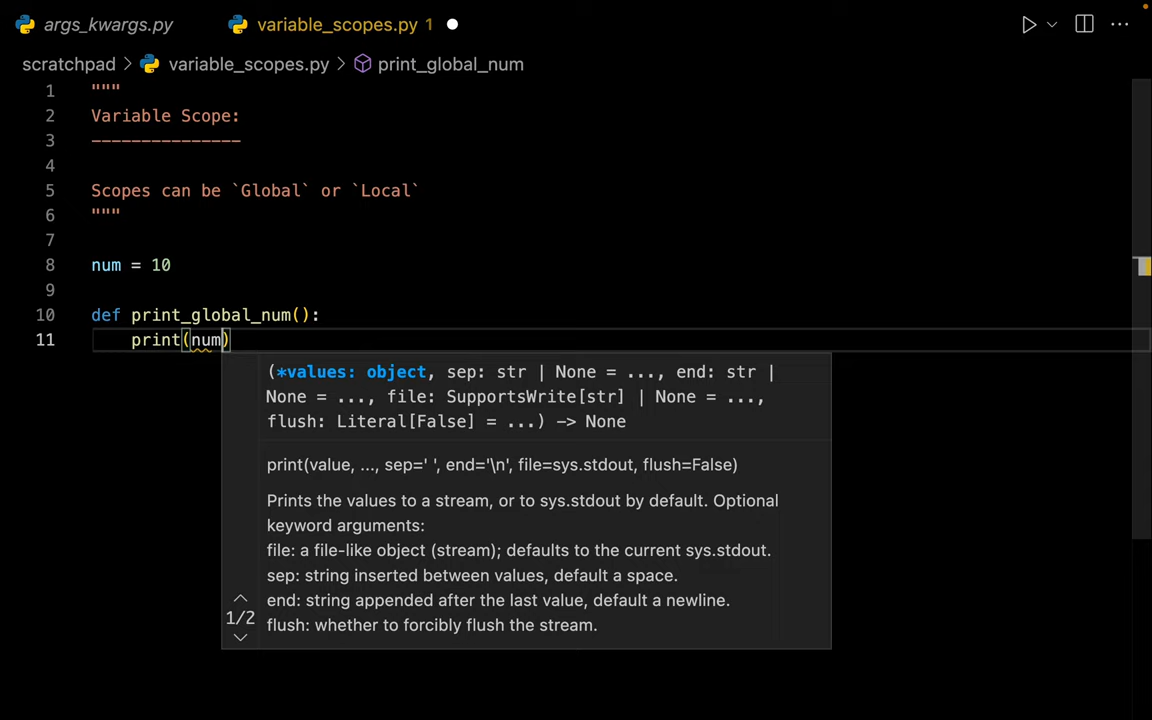 args_kwargs.py variable_scopes.py 1
scratchpad > variable_scopes.py > print_global_num
1 """
2 Variable Scope:
3 ---------------
4
5 Scopes can be `Global` or `Local`
6 """
7
8 num = 10
9
10 def print_global_num():
11 print(num)
(*values: object, sep: str | None = ..., end: str |
None = ..., file: SupportsWrite[str] | None = ...,
flush: Literal[False] = ...) -> None
print(value, ..., sep=' ', end='\n', file=sys.stdout, flush=False)
Prints the values to a stream, or to sys.stdout by default. Optional
keyword arguments:
file: a file-like object (stream); defaults to the current sys.stdout.
sep: string inserted between values, default a space.
end: string appended after the last value, default a newline.
1/2
flush: whether to forcibly flush the stream.